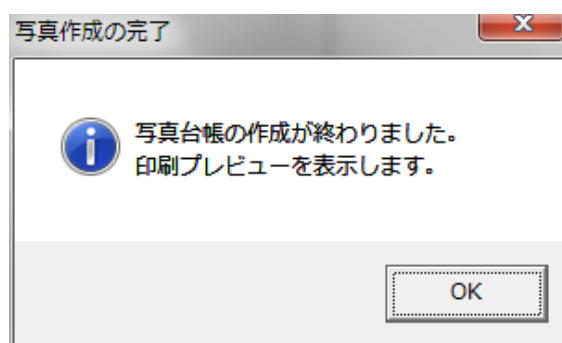 写真作成の完了
写真台帳の作成が終わりました。
印刷プレビューを表示します。
OK